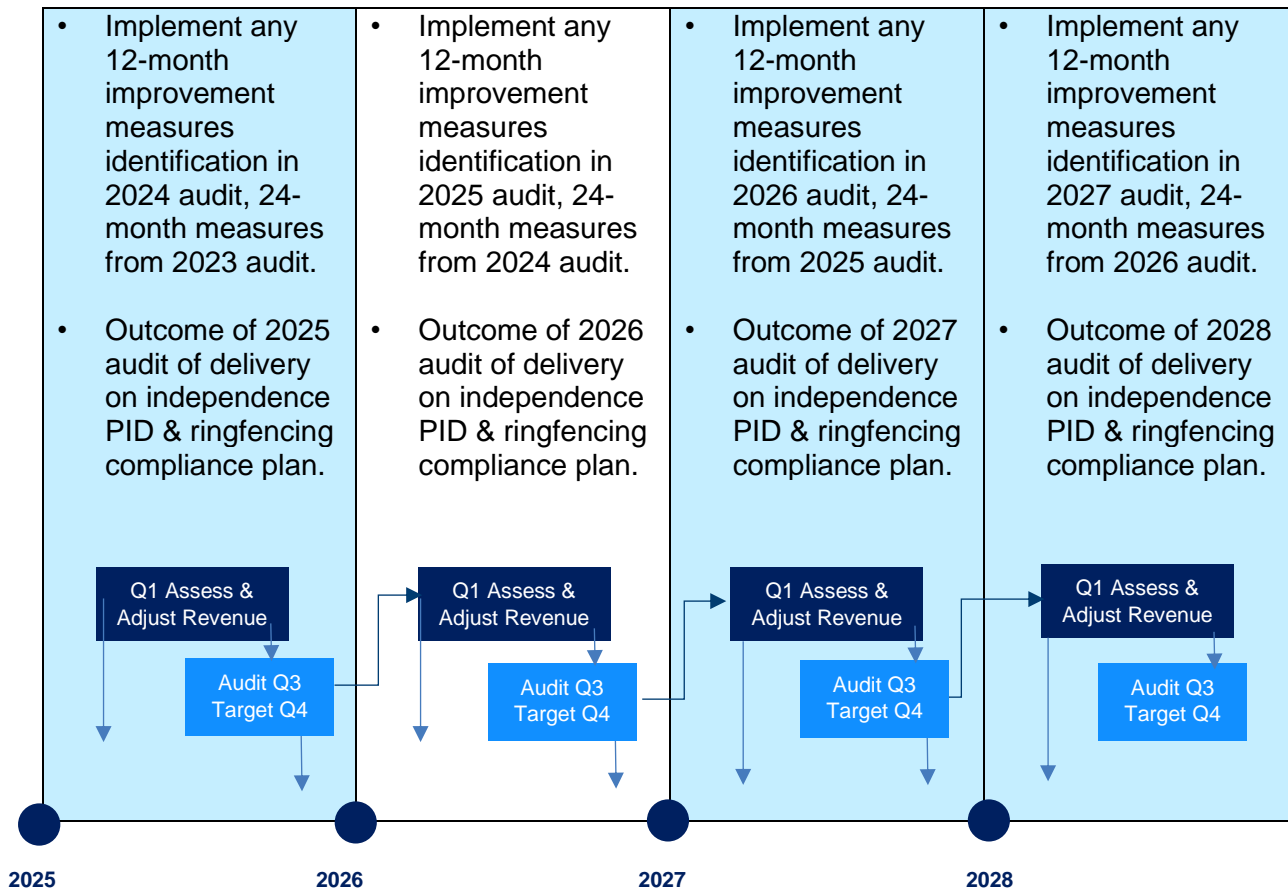 • Implement any
12-month
improvement
measures
identification in
2024 audit, 24-
month measures
from 2023 audit.
• Outcome of 2025
audit of delivery
on independence
PID & ringfencing
compliance plan.
Q1 Assess &
Adjust Revenue
Audit Q3
Target Q4
• Implement any
12-month
improvement
measures
identification in
2025 audit, 24-
month measures
from 2024 audit.
• Outcome of 2026
audit of delivery
on independence
PID & ringfencing
compliance plan.
Q1 Assess &
Adjust Revenue
Audit Q3
Target Q4
• Implement any
12-month
improvement
measures
identification in
2026 audit, 24-
month measures
from 2025 audit.
• Outcome of 2027
audit of delivery
on independence
PID & ringfencing
compliance plan.
Q1 Assess &
Adjust Revenue
Audit Q3
Target Q4
• Implement any
12-month
improvement
measures
identification in
2027 audit, 24-
month measures
from 2026 audit.
• Outcome of 2028
audit of delivery
on independence
PID & ringfencing
compliance plan.
Q1 Assess &
Adjust Revenue
Audit Q3
Target Q4
2025
2026
2027
2028